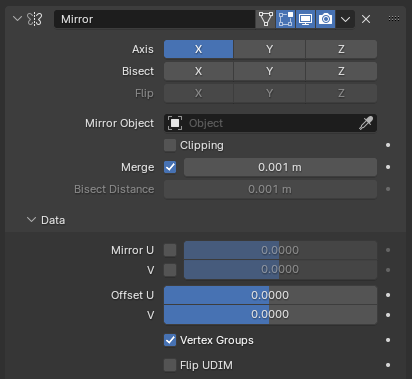 Mirror
Axis X Y Z
Bisect X Y Z
Flip X Y Z
Mirror Object Object
Clipping
Merge 0.001 m
Bisect Distance 0.001 m
Data
Mirror U 0.0000
V 0.0000
Offset U 0.0000
V 0.0000
Vertex Groups
Flip UDIM